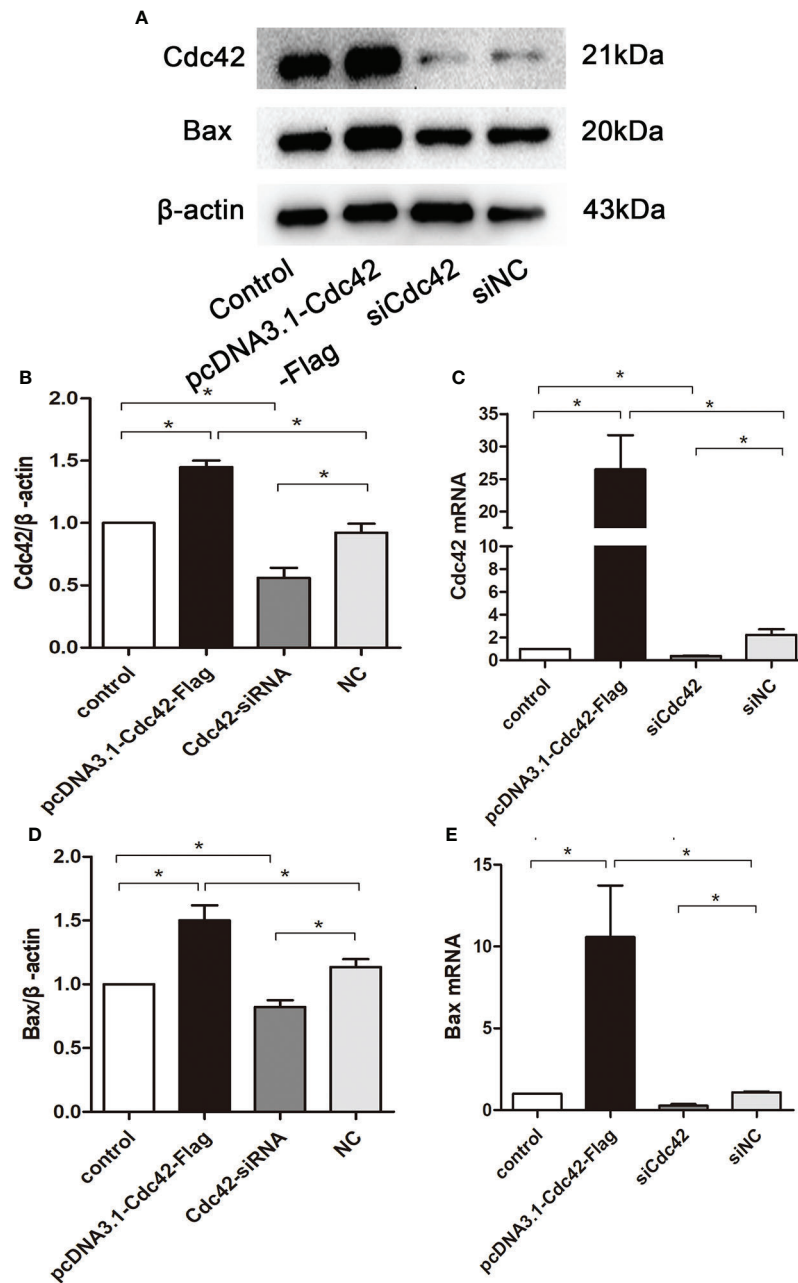 A
Cdc42 21kDa
Bax 20kDa
β-actin 43kDa
Control
pcDNA3.1-Cdc42
-Flag
siCdc42
siNC
B
Cdc42/β -actin
2.0
1.5
1.0
0.5
0.0
* * * *
control
pcDNA3.1-Cdc42-Flag
Cdc42-siRNA
NC
C
Cdc42 mRNA
35
30
25
20
10
8
6
4
2
0
* * * *
control
pcDNA3.1-Cdc42-Flag
siCdc42
siNC
D
Bax/β -actin
2.0
1.5
1.0
0.5
0.0
* * * *
control
pcDNA3.1-Cdc42-Flag
Cdc42-siRNA
NC
E
Bax mRNA
15
10
5
0
* * *
control
pcDNA3.1-Cdc42-Flag
siCdc42
siNC